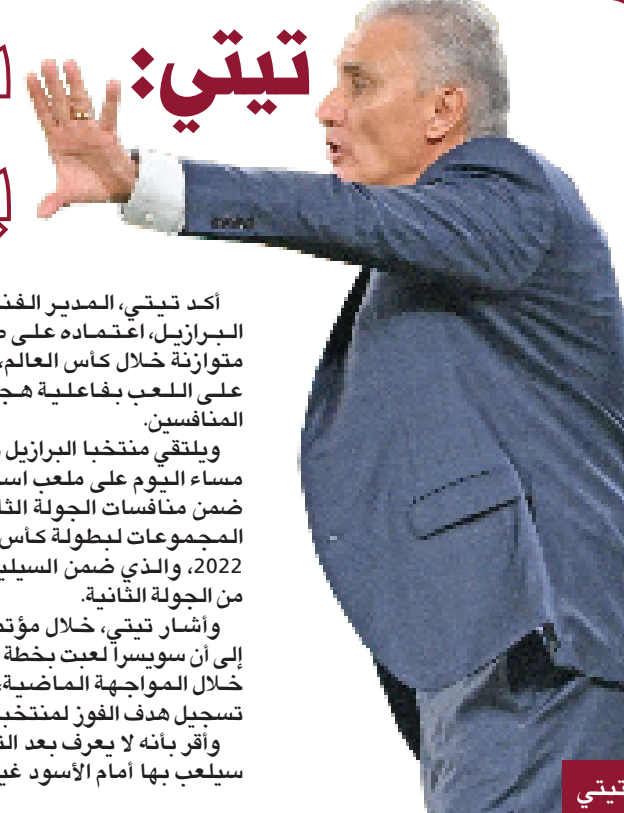 تيتي:
أكد تيتي، المدير الفن
البرازيل، اعتماده على
متوازنة خلال كأس العالم،
على اللعب بفاعلية هج
المنافسين.
ويلتقي منتخبا البرازيل
مساء اليوم على ملعب
ضمن منافسات الجولة الثا
المجموعات لبطولة كأس
2022، والذي ضمن
من الجولة الثانية.
وأشار تيتي، خلال مؤت
إلى أن سويسرا لعبت بخطة
خلال المواجهة الماضية،
تسجيل هدف الفوز لمنتخب
وأقر بأنه لا يعرف بعد
سيلعب بها أمام الأسود غي
تيتي